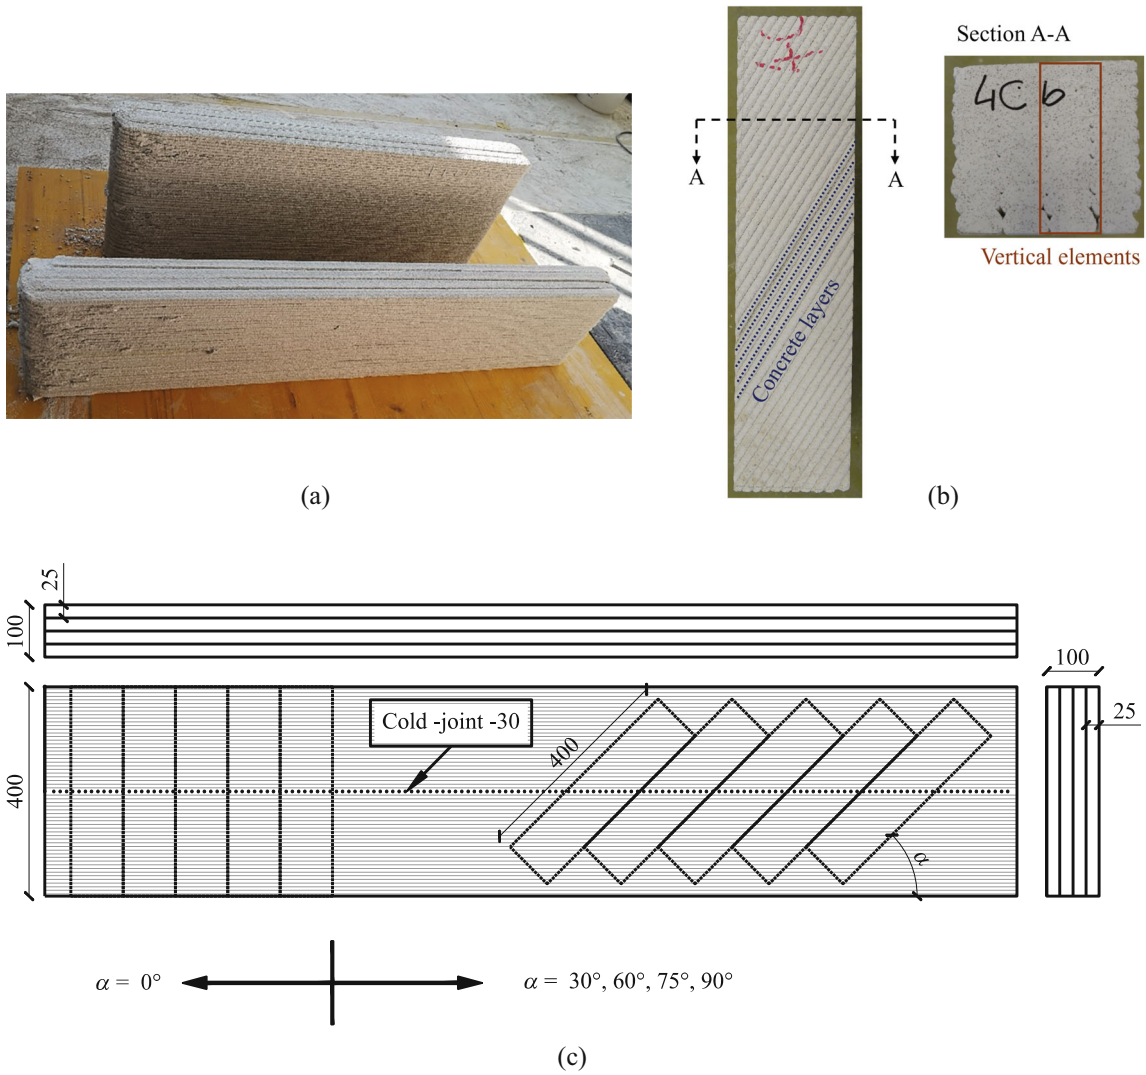 Section A-A
4C b
A
A
Vertical elements
Concrete layers
(a)
(b)
25
100
100
25
Cold -joint -30
400
400
α
α = 0°
α = 30°, 60°, 75°, 90°
(c)